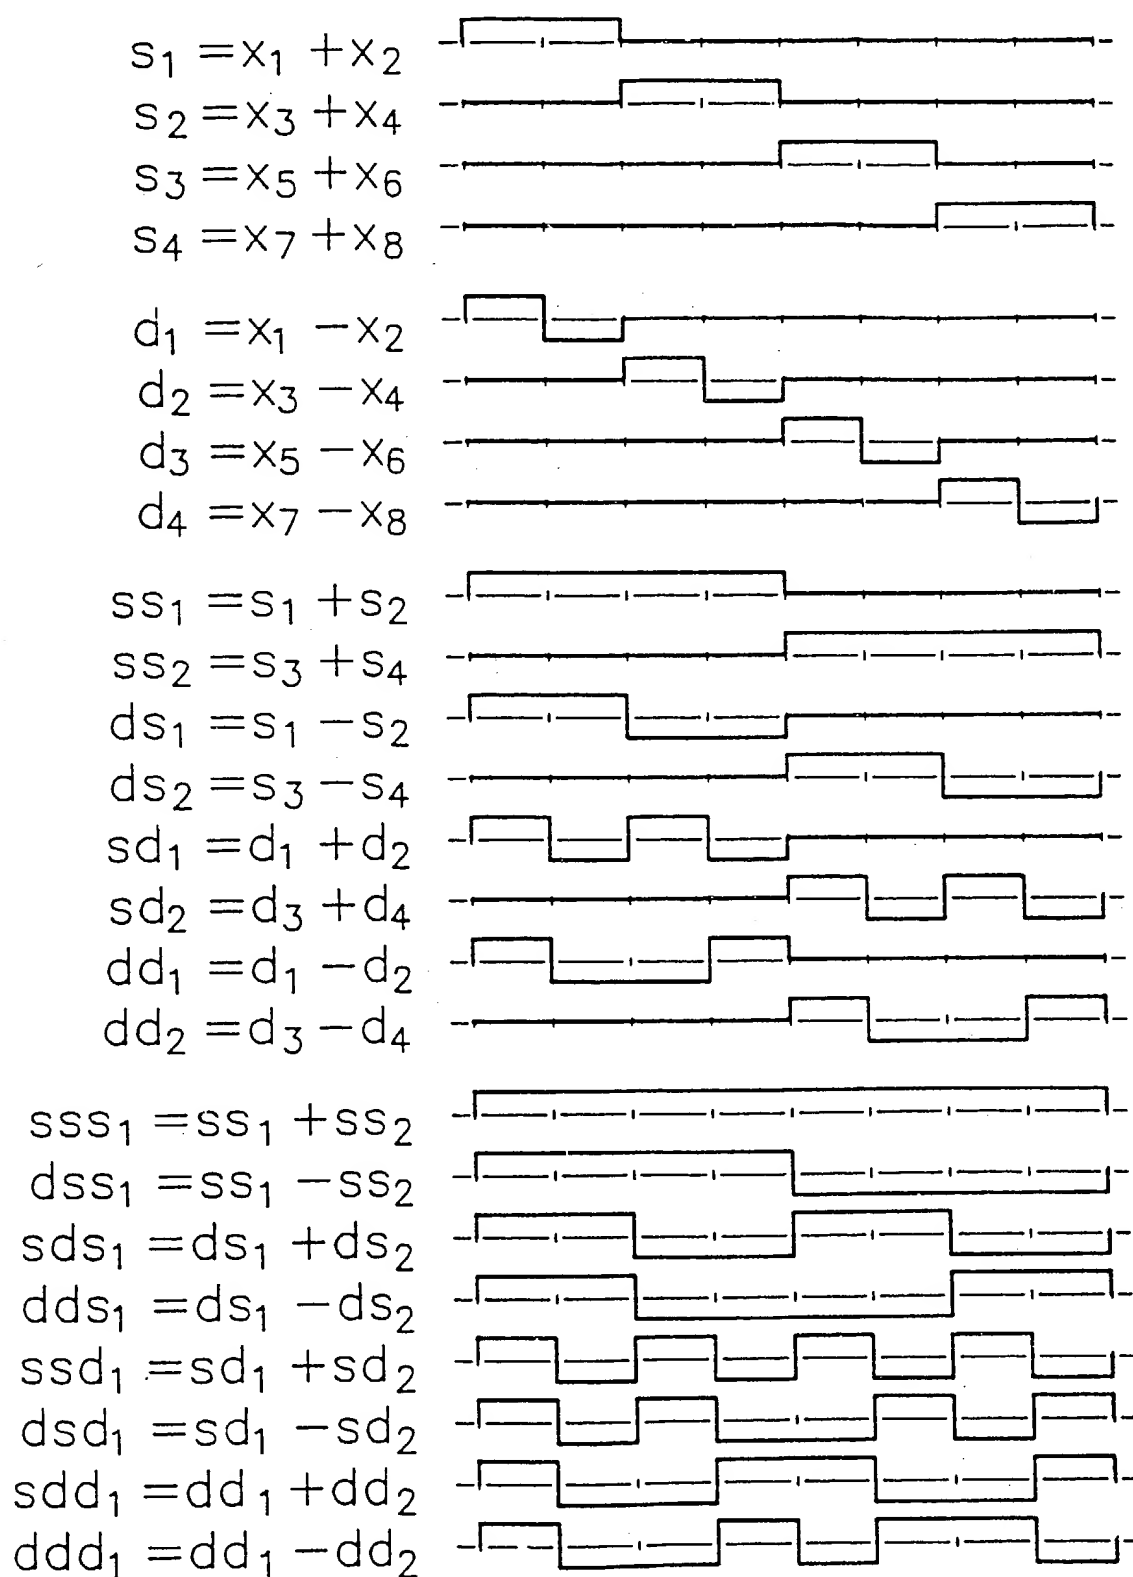 s₁ = x₁ + x₂
s₂ = x₃ + x₄
s₃ = x₅ + x₆
s₄ = x₇ + x₈
d₁ = x₁ − x₂
d₂ = x₃ − x₄
d₃ = x₅ − x₆
d₄ = x₇ − x₈
ss₁ = s₁ + s₂
ss₂ = s₃ + s₄
ds₁ = s₁ − s₂
ds₂ = s₃ − s₄
sd₁ = d₁ + d₂
sd₂ = d₃ + d₄
dd₁ = d₁ − d₂
dd₂ = d₃ − d₄
sss₁ = ss₁ + ss₂
dss₁ = ss₁ − ss₂
sds₁ = ds₁ + ds₂
dds₁ = ds₁ − ds₂
ssd₁ = sd₁ + sd₂
dsd₁ = sd₁ − sd₂
sdd₁ = dd₁ + dd₂
ddd₁ = dd₁ − dd₂